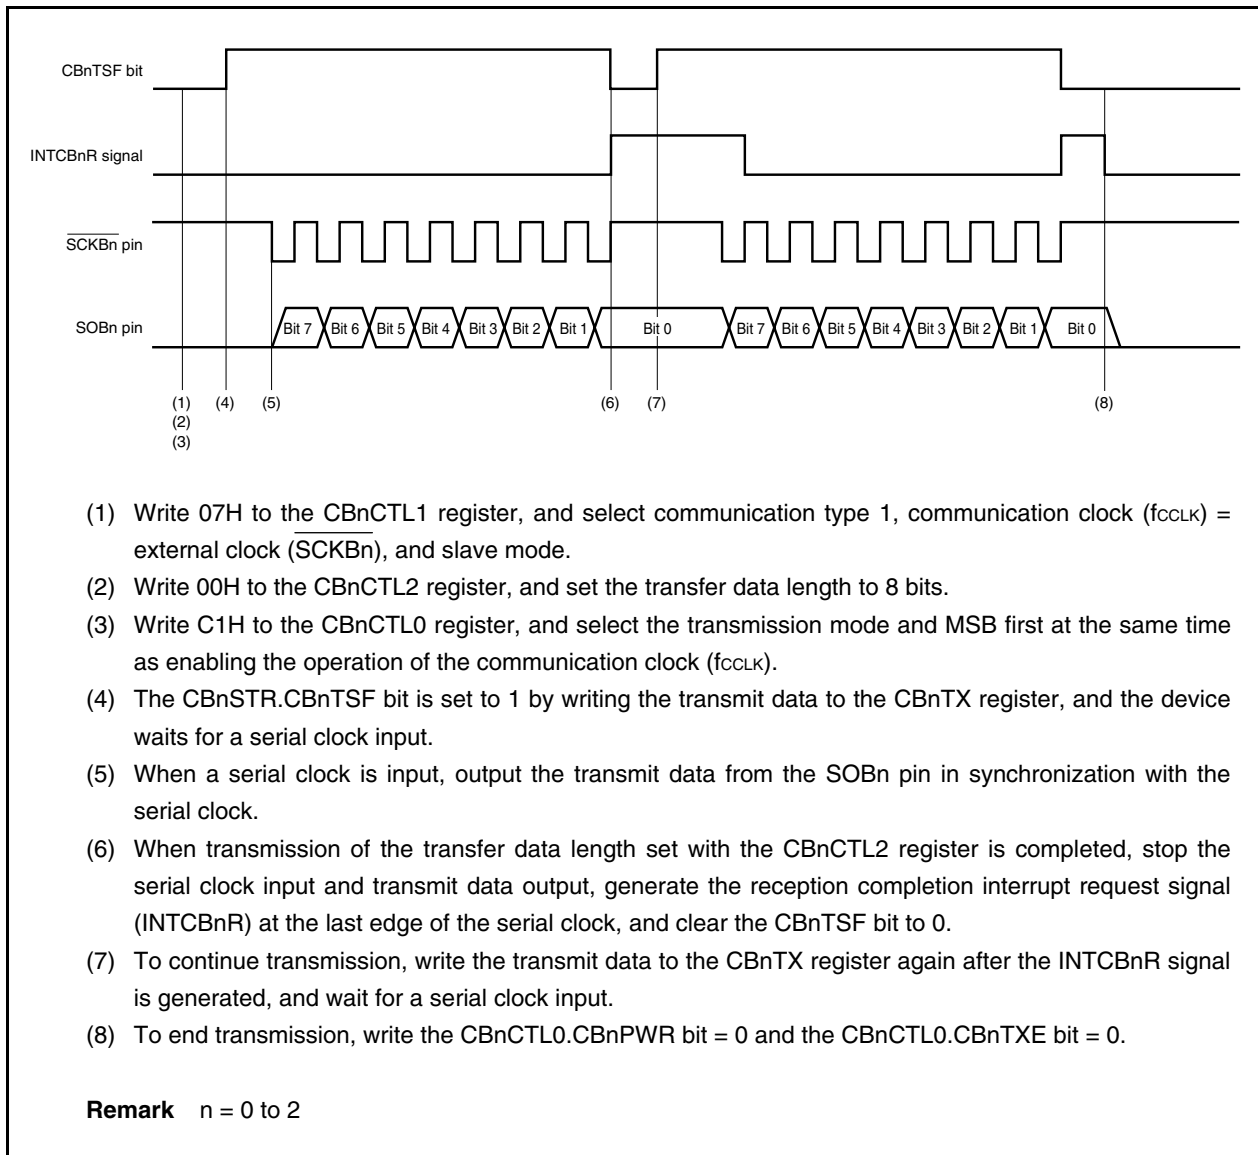 CBnTSF bit
INTCBnR signal
SCKBn pin
SOBn pin
Bit 7 Bit 6 Bit 5 Bit 4 Bit 3 Bit 2 Bit 1 Bit 0 Bit 7 Bit 6 Bit 5 Bit 4 Bit 3 Bit 2 Bit 1 Bit 0
(1) (4) (5) (6) (7) (8)
(2)
(3)
(1) Write 07H to the CBnCTL1 register, and select communication type 1, communication clock (fCCLK) =
external clock (SCKBn), and slave mode.
(2) Write 00H to the CBnCTL2 register, and set the transfer data length to 8 bits.
(3) Write C1H to the CBnCTL0 register, and select the transmission mode and MSB first at the same time
as enabling the operation of the communication clock (fCCLK).
(4) The CBnSTR.CBnTSF bit is set to 1 by writing the transmit data to the CBnTX register, and the device
waits for a serial clock input.
(5) When a serial clock is input, output the transmit data from the SOBn pin in synchronization with the
serial clock.
(6) When transmission of the transfer data length set with the CBnCTL2 register is completed, stop the
serial clock input and transmit data output, generate the reception completion interrupt request signal
(INTCBnR) at the last edge of the serial clock, and clear the CBnTSF bit to 0.
(7) To continue transmission, write the transmit data to the CBnTX register again after the INTCBnR signal
is generated, and wait for a serial clock input.
(8) To end transmission, write the CBnCTL0.CBnPWR bit = 0 and the CBnCTL0.CBnTXE bit = 0.
Remark n = 0 to 2